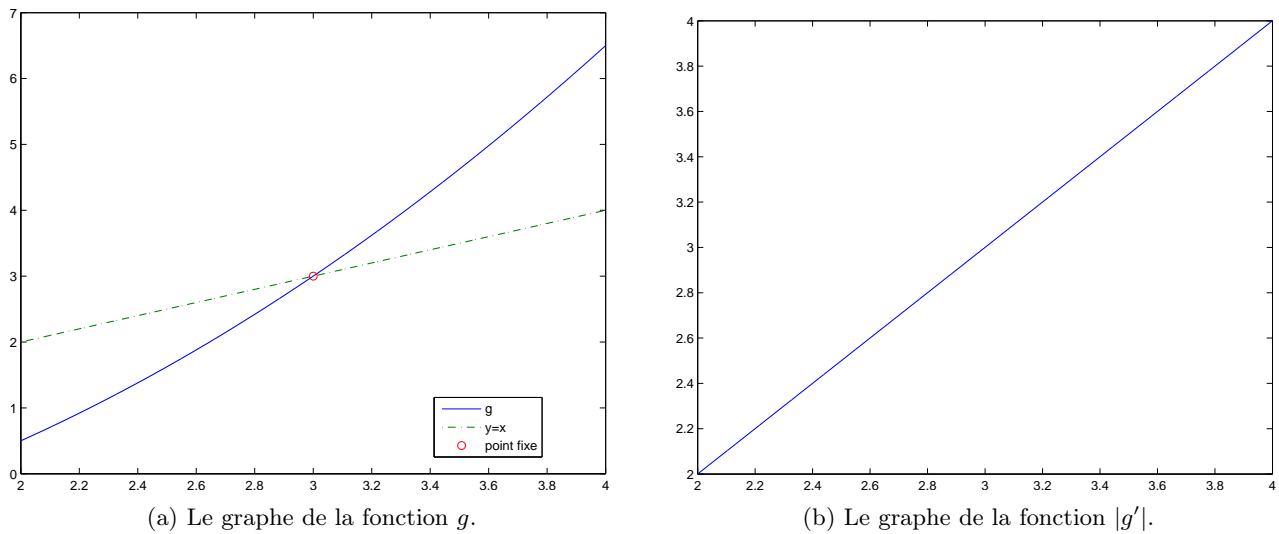 7
6
5
4
3
2
1
0
2 2.2 2.4 2.6 2.8 3 3.2 3.4 3.6 3.8 4
g
y=x
point fixe
(a) Le graphe de la fonction g.
4
3.8
3.6
3.4
3.2
3
2.8
2.6
2.4
2.2
2
2 2.2 2.4 2.6 2.8 3 3.2 3.4 3.6 3.8 4
(b) Le graphe de la fonction |g′|.